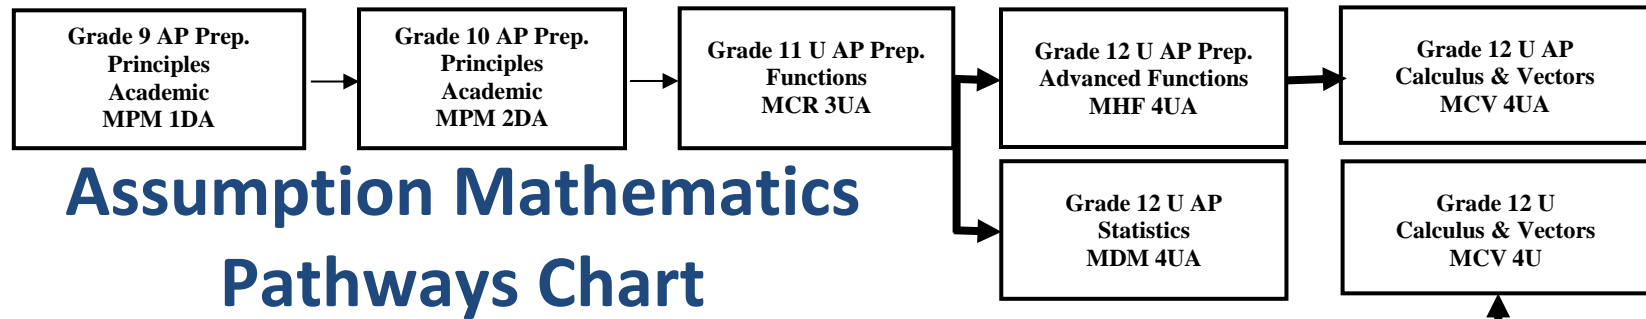 Grade 9 AP Prep.
Principles
Academic
MPM 1DA
Grade 10 AP Prep.
Principles
Academic
MPM 2DA
Grade 11 U AP Prep.
Functions
MCR 3UA
Grade 12 U AP Prep.
Advanced Functions
MHF 4UA
Grade 12 U AP
Calculus & Vectors
MCV 4UA
Assumption Mathematics
Pathways Chart
Grade 12 U AP
Statistics
MDM 4UA
Grade 12 U
Calculus & Vectors
MCV 4U